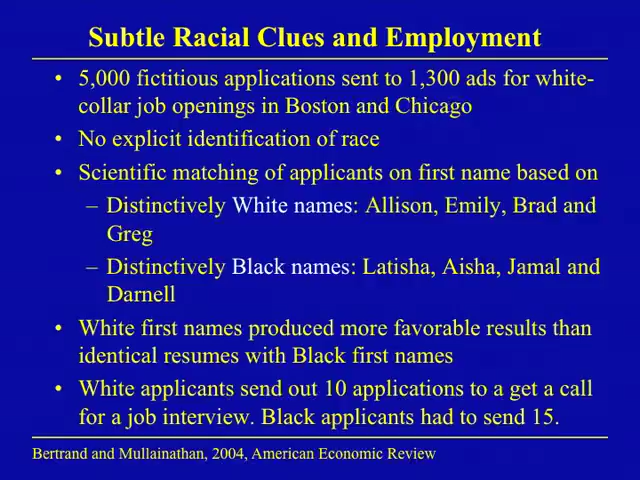 Subtle Racial Clues and Employment
• 5,000 fictitious applications sent to 1,300 ads for white-
collar job openings in Boston and Chicago
• No explicit identification of race
• Scientific matching of applicants on first name based on
– Distinctively White names: Allison, Emily, Brad and
Greg
– Distinctively Black names: Latisha, Aisha, Jamal and
Darnell
• White first names produced more favorable results than
identical resumes with Black first names
• White applicants send out 10 applications to a get a call
for a job interview. Black applicants had to send 15.
Bertrand and Mullainathan, 2004, American Economic Review